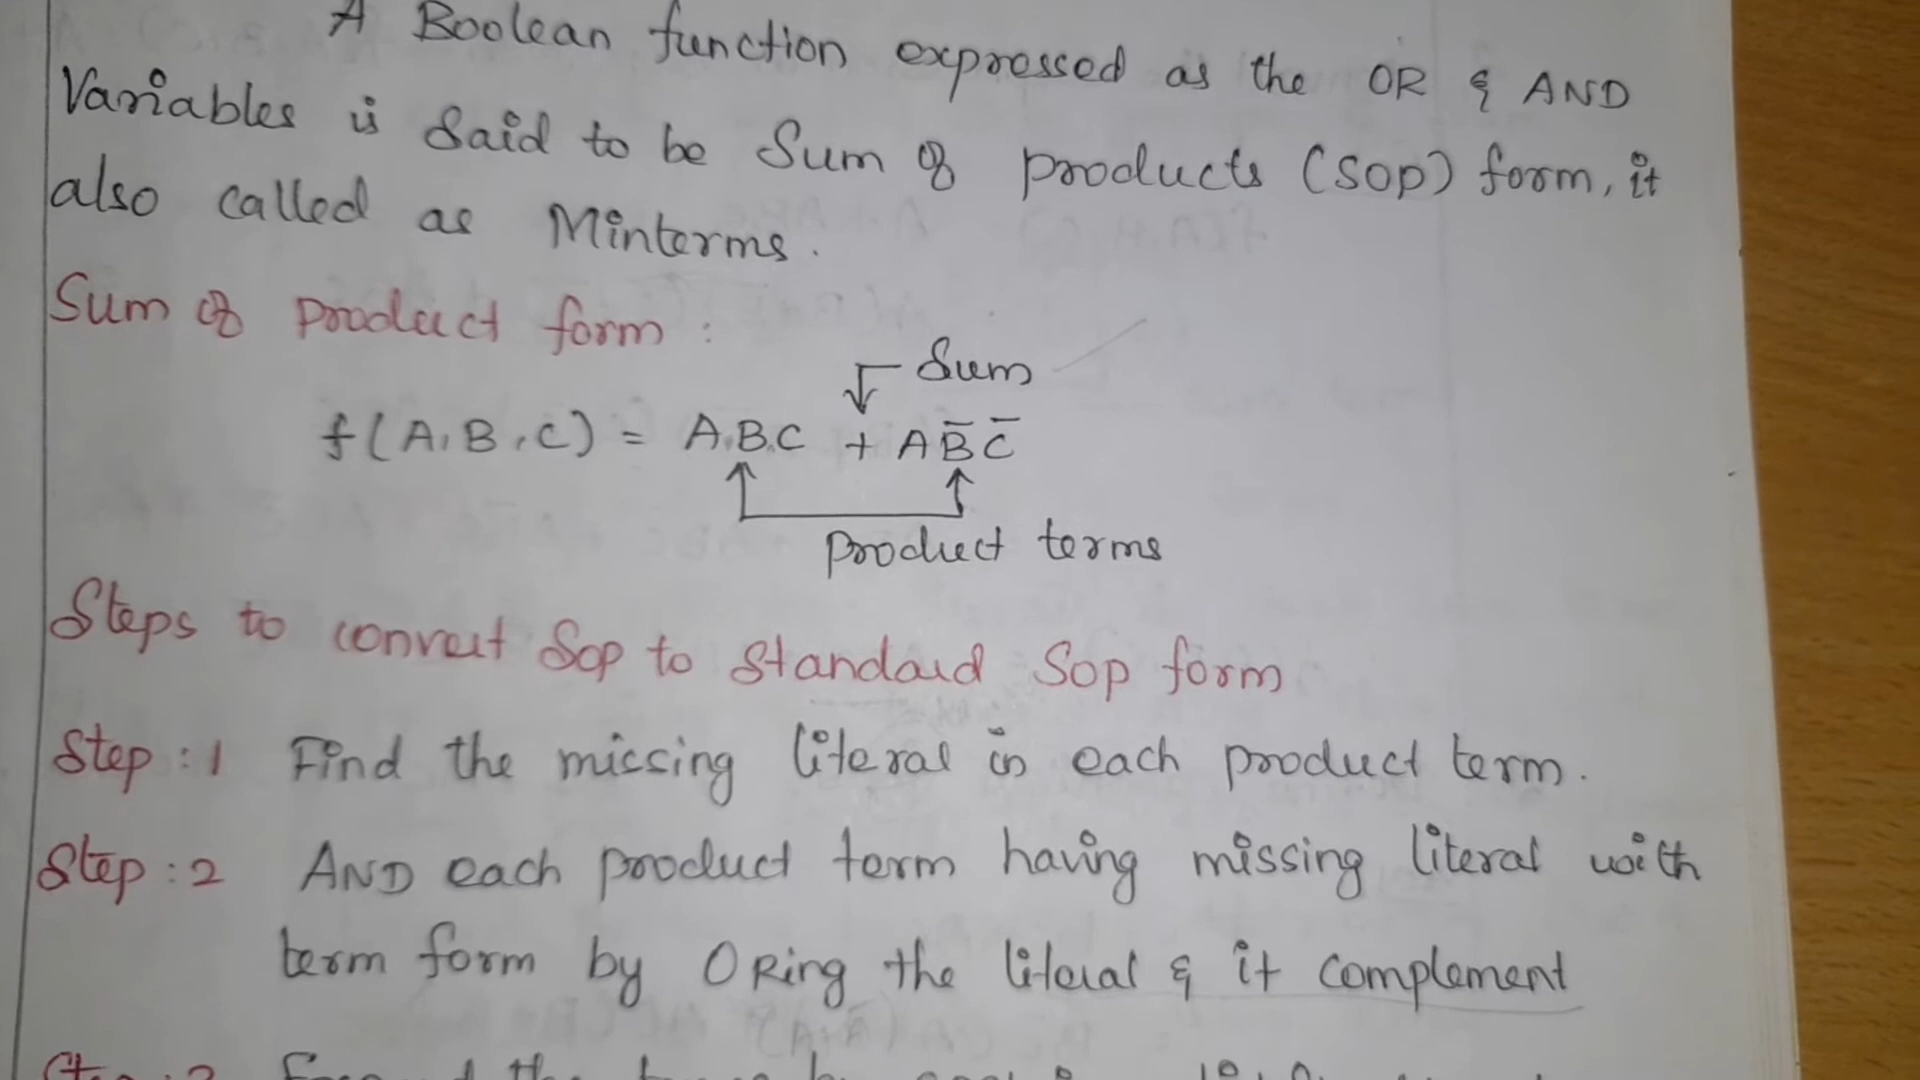 A Boolean function expressed as the OR & AND
Variables is said to be Sum of products (SOP) form, it
also called as Minterms.
Sum of product form :
Sum
f(A,B,C) = A.B.C + AB̅C̅
product terms
Steps to convert Sop to standard Sop form
Step : 1 Find the missing literal in each product term.
Step : 2 AND each product term having missing literal with
term form by ORing the literal & it complement